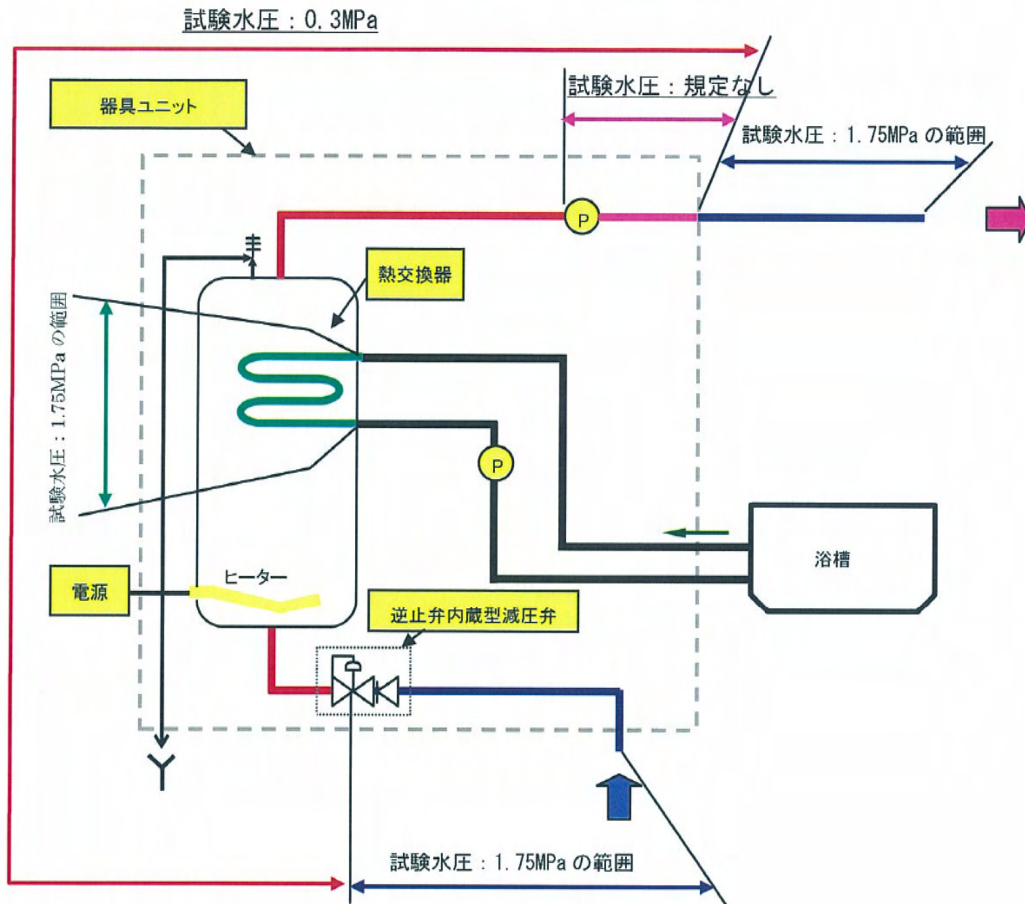 試験水圧：0.3MPa
試験水圧：規定なし
器具ユニット
試験水圧：1.75MPa の範囲
P
熱交換器
試験水圧：1.75MPa の範囲
P
浴槽
電源
ヒーター
逆止弁内蔵型減圧弁
試験水圧：1.75MPa の範囲